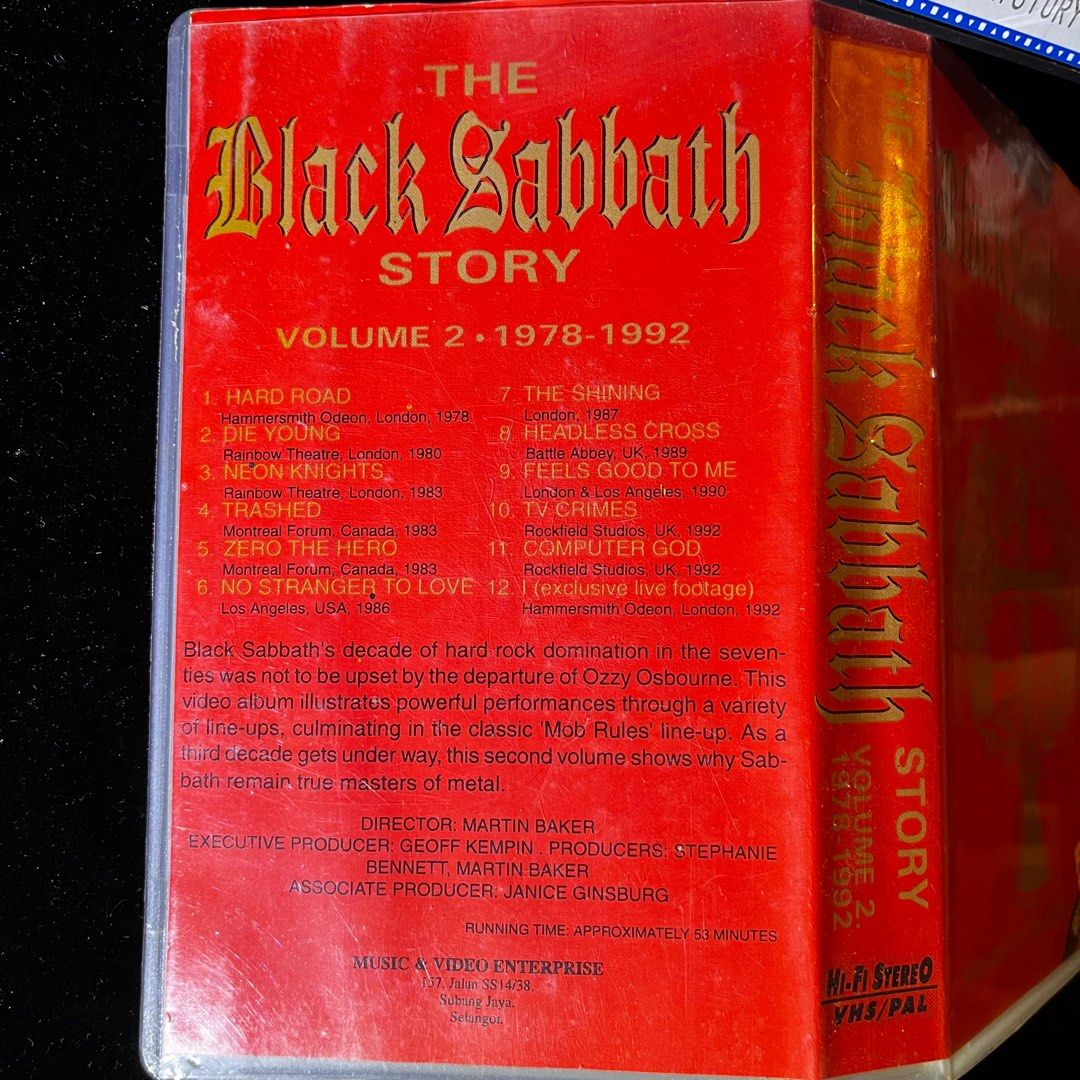 THE
Black Sabbath
STORY
VOLUME 2 • 1978-1992
1. HARD ROAD
Hammersmith Odeon, London, 1978
2. DIE YOUNG
Rainbow Theatre, London, 1980
3. NEON KNIGHTS
Rainbow Theatre, London, 1983
4. TRASHED
Montreal Forum, Canada, 1983
5. ZERO THE HERO
Montreal Forum, Canada, 1983
6. NO STRANGER TO LOVE
Los Angeles, USA, 1986
7. THE SHINING
London, 1987
8. HEADLESS CROSS
Battle Abbey, UK, 1989
9. FEELS GOOD TO ME
London & Los Angeles, 1990
10. TV CRIMES
Rockfield Studios, UK, 1992
11. COMPUTER GOD
Rockfield Studios, UK, 1992
12. I (exclusive live footage)
Hammersmith Odeon, London, 1992
Black Sabbath's decade of hard rock domination in the seven-
ties was not to be upset by the departure of Ozzy Osbourne. This
video album illustrates powerful performances through a variety
of line-ups, culminating in the classic 'Mob Rules' line-up. As a
third decade gets under way, this second volume shows why Sab-
bath remain true masters of metal.
DIRECTOR: MARTIN BAKER
EXECUTIVE PRODUCER: GEOFF KEMPIN . PRODUCERS: STEPHANIE
BENNETT, MARTIN BAKER
ASSOCIATE PRODUCER: JANICE GINSBURG
RUNNING TIME: APPROXIMATELY 53 MINUTES
MUSIC & VIDEO ENTERPRISE
157, Jalan SS14/38,
Subang Jaya,
Selangor.
THE
Black Sabbath
STORY
VOLUME 2.
1978 1992
HI-FI STEREO
VHS/PAL
STORY